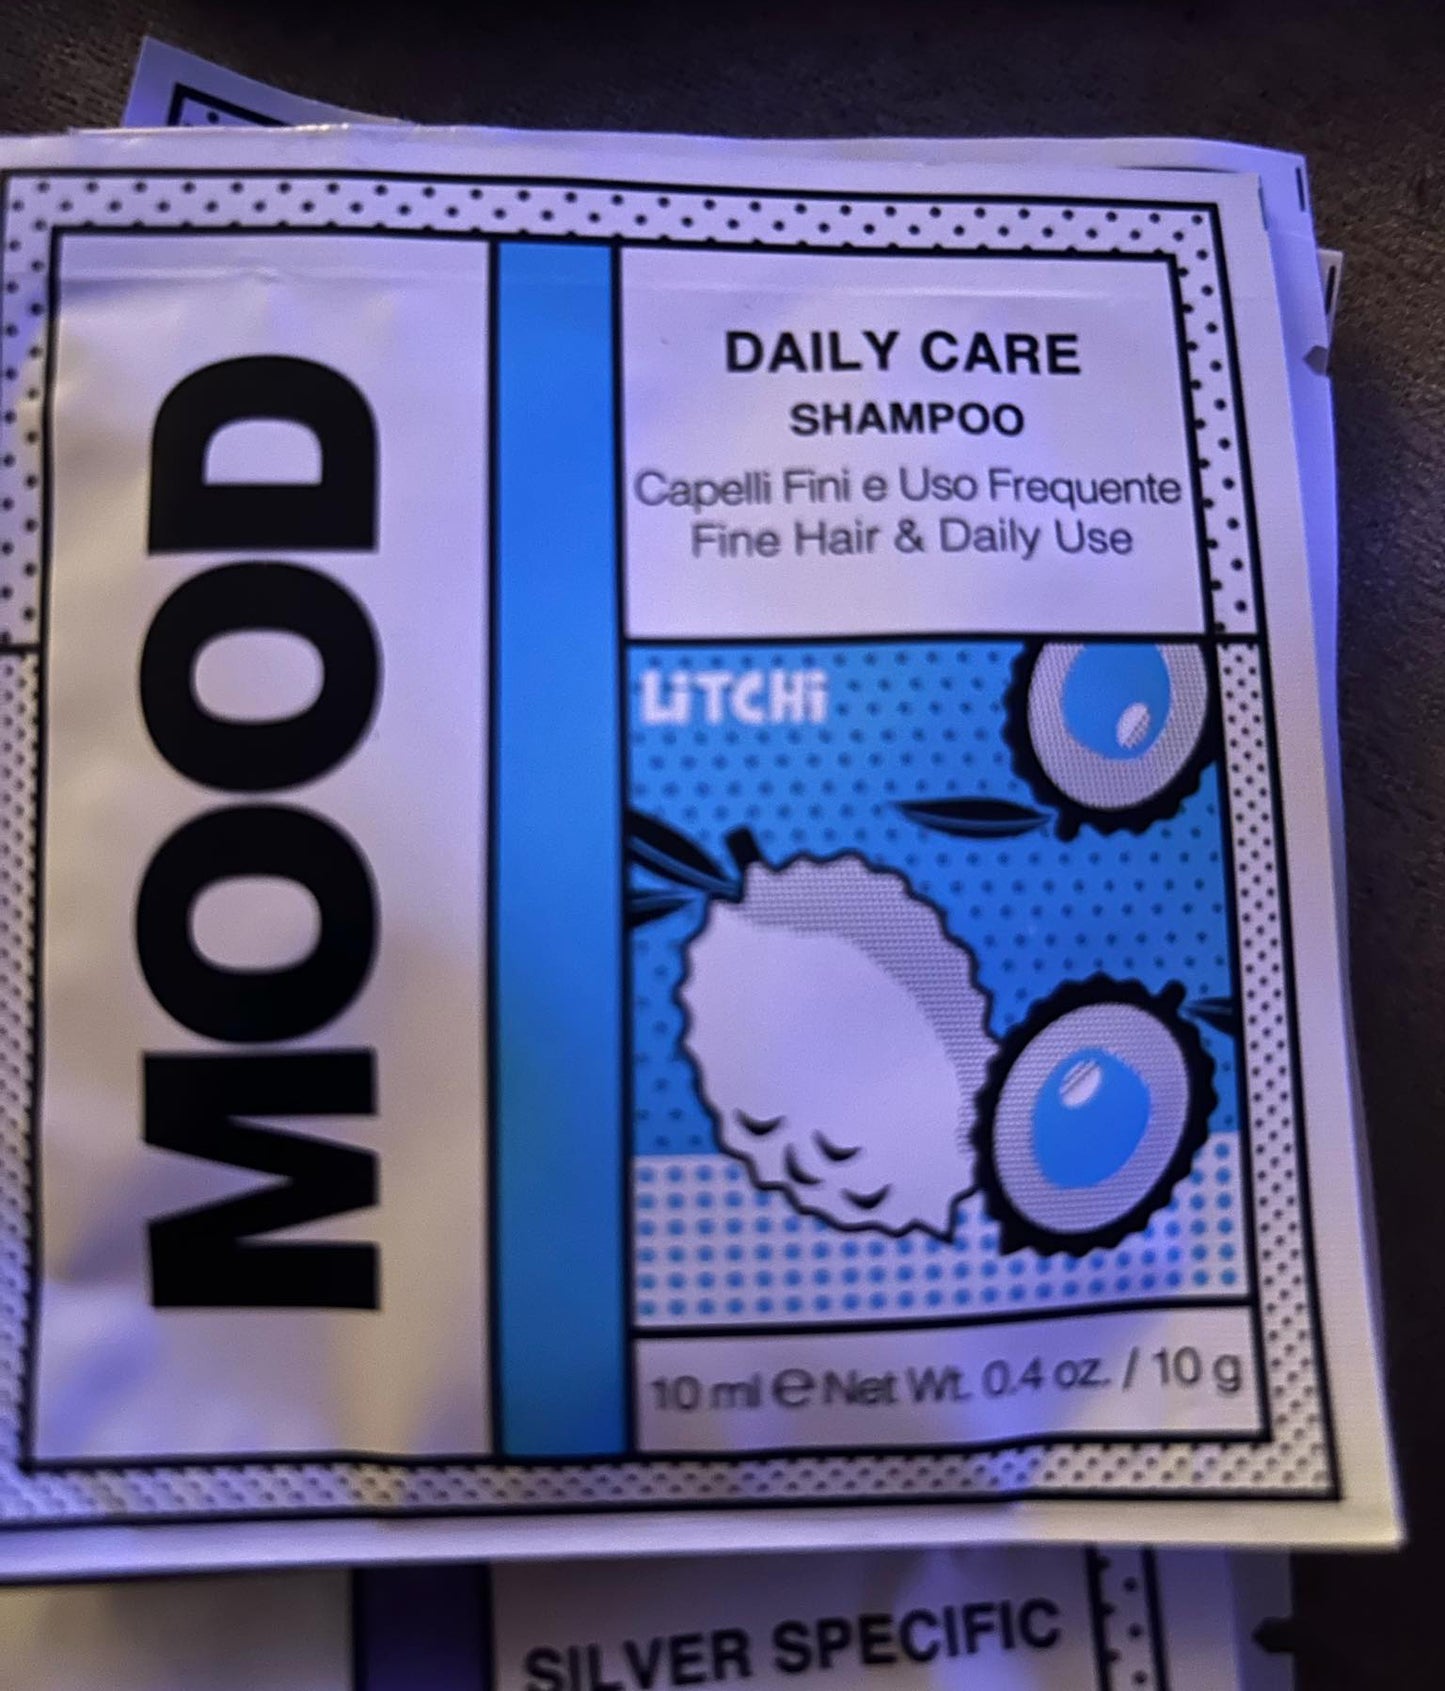 MOOD
DAILY CARE
SHAMPOO
Capelli Fini e Uso Frequente
Fine Hair & Daily Use
LiTCHi
10 ml ℮ Net Wt. 0.4 oz. / 10 g
SILVER SPECIFIC